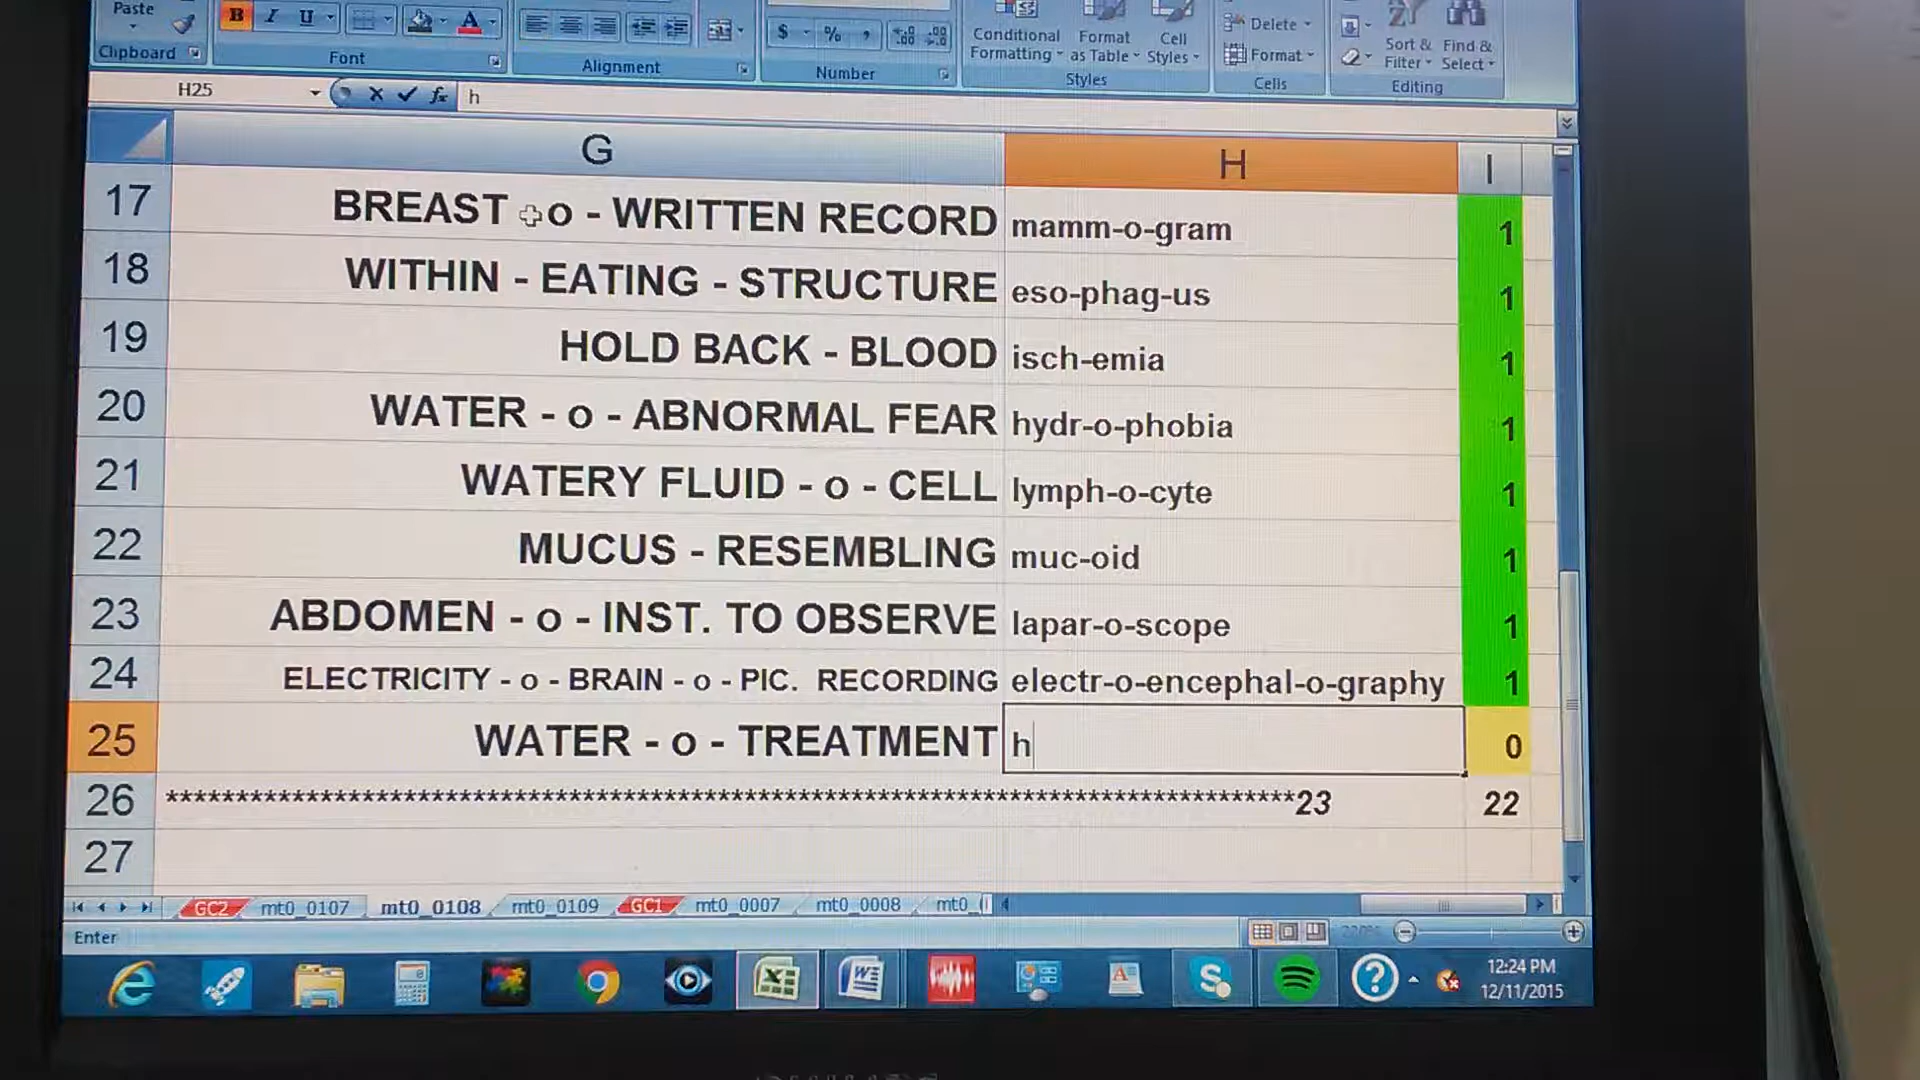 Paste
B I U A
$ % ,
Conditional Formatting
Format as Table
Cell Styles
Delete
Format
Sort & Filter
Find & Select
Clipboard Font Alignment Number Styles Cells Editing
H25 fx h
G H I
17 BREAST o - WRITTEN RECORD mamm-o-gram 1
18 WITHIN - EATING - STRUCTURE eso-phag-us 1
19 HOLD BACK - BLOOD isch-emia 1
20 WATER - o - ABNORMAL FEAR hydr-o-phobia 1
21 WATERY FLUID - o - CELL lymph-o-cyte 1
22 MUCUS - RESEMBLING muc-oid 1
23 ABDOMEN - o - INST. TO OBSERVE lapar-o-scope 1
24 ELECTRICITY - o - BRAIN - o - PIC. RECORDING electr-o-encephal-o-graphy 1
25 WATER - o - TREATMENT h 0
26 ********************************************************************************23 22
27
GC2 mt0_0107 mt0_0108 mt0_0109 GC1 mt0_0007 mt0_0008 mt0_
Enter
12:24 PM
12/11/2015